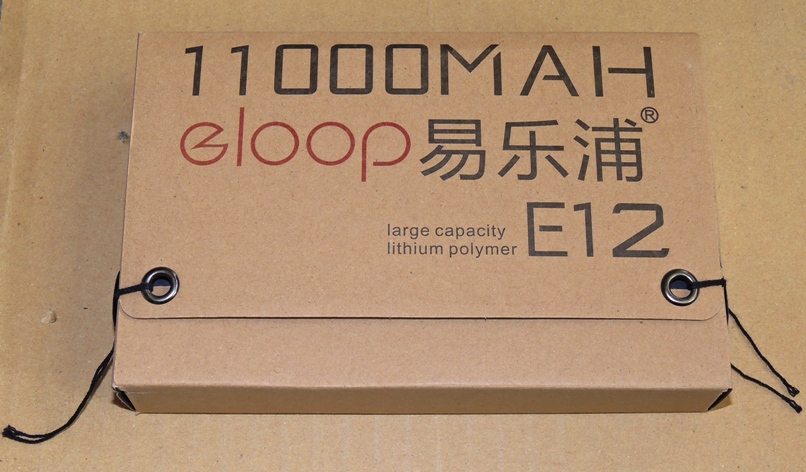 11000MAH
eloop易乐浦®
large capacity
lithium polymer
E12